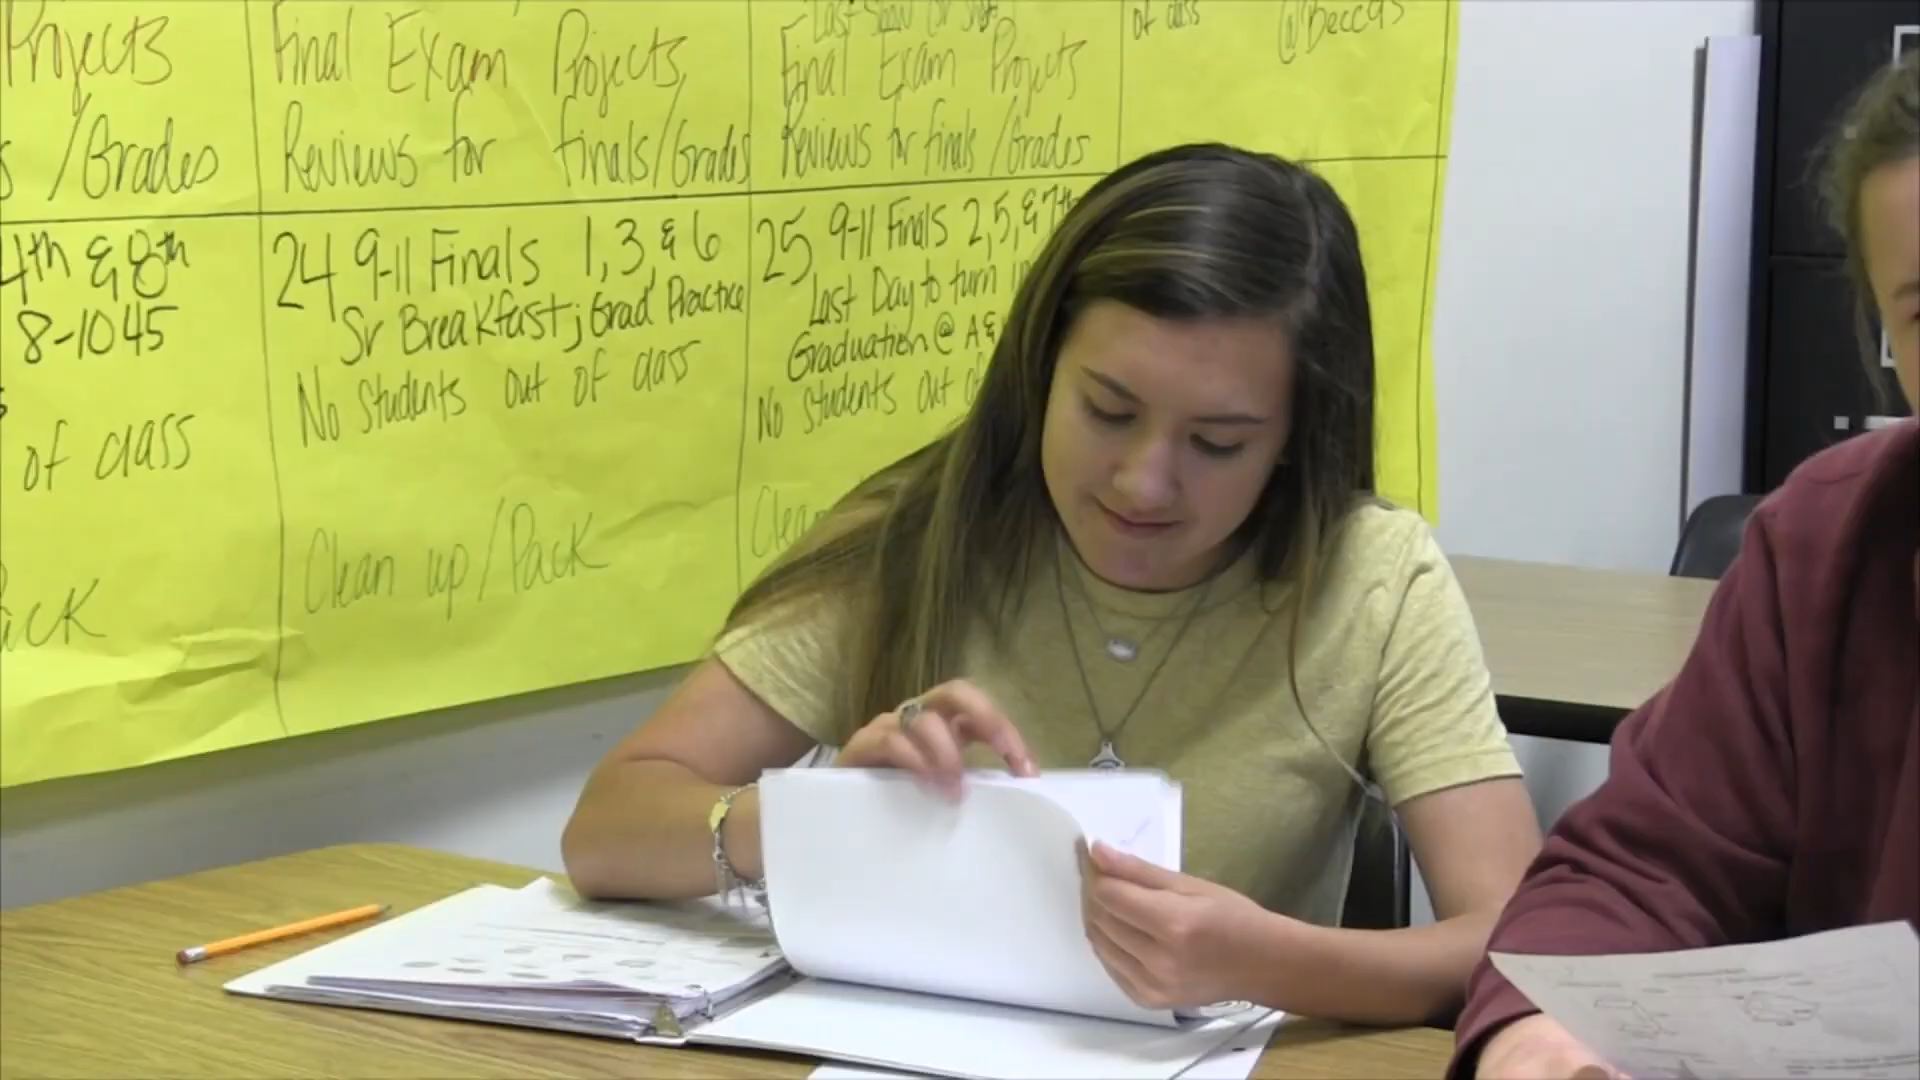 Projects
/Grades
Final Exam Projects,
Reviews for finals/Grades
Last Show
Final Exam Projects
Reviews for finals/Grades
of class
@Becca's
4th & 8th
8-1045
of class
24 9-11 Finals 1, 3, & 6
Sr Breakfast; Grad Practice
No Students out of class
Clean up/Pack
25 9-11 Finals 2, 5, & 7th
Last Day to turn in
Graduation @ A&
No Students out of